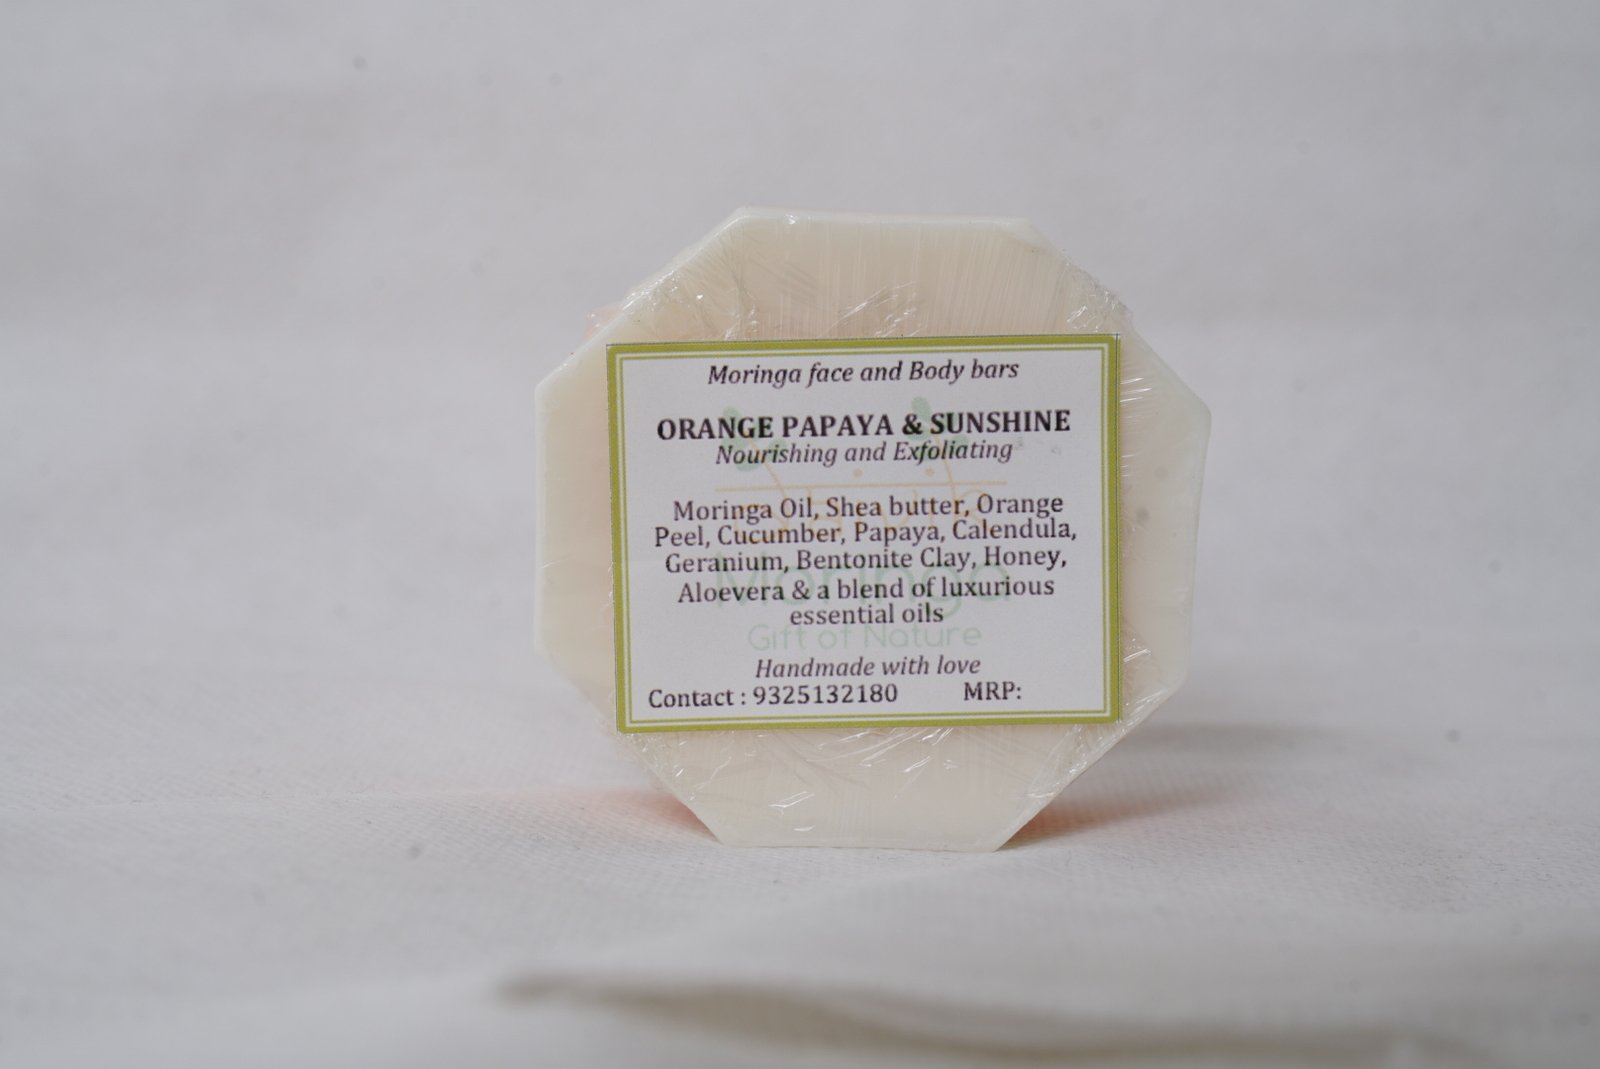 Moringa face and Body bars
ORANGE PAPAYA & SUNSHINE
Nourishing and Exfoliating
Moringa Oil, Shea butter, Orange
Peel, Cucumber, Papaya, Calendula,
Geranium, Bentonite Clay, Honey,
Aloevera & a blend of luxurious
essential oils
Moringa
Gift of Nature
Handmade with love
Contact : 9325132180 MRP: